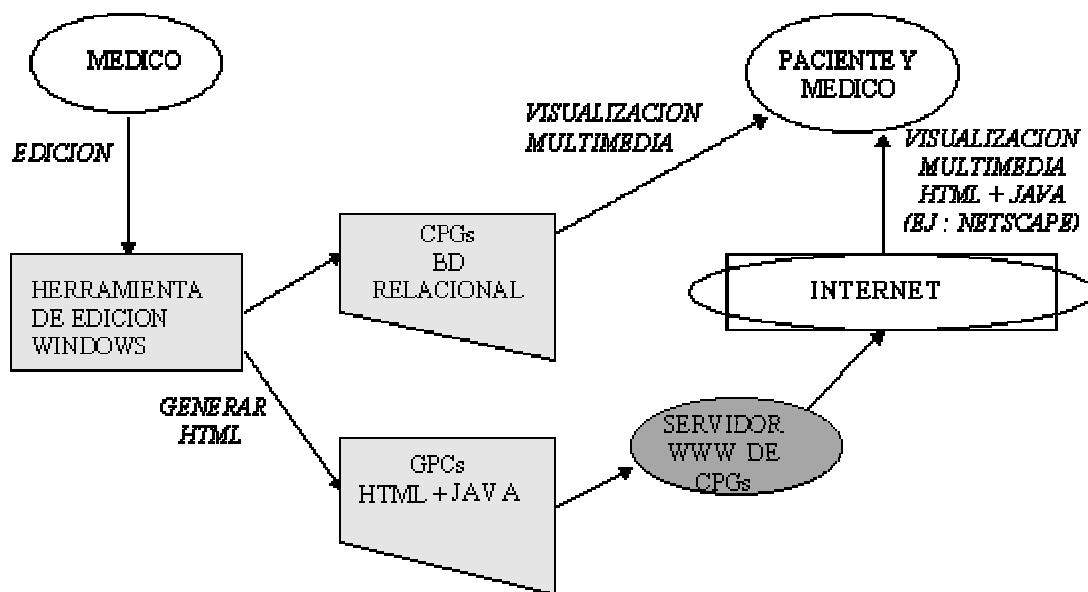 MEDICO
PACIENTE Y
MEDICO
EDICION
VISUALIZACION
MULTIMEDIA
VISUALIZACION
MULTIMEDIA
HTML + JAVA
(EJ : NETSCAPE)
HERRAMIENTA
DE EDICION
WINDOWS
CPGs
BD
RELACIONAL
INTERNET
GENERAR
HTML
GPCs
HTML + JAVA
SERVIDOR
WWW DE
CPGs